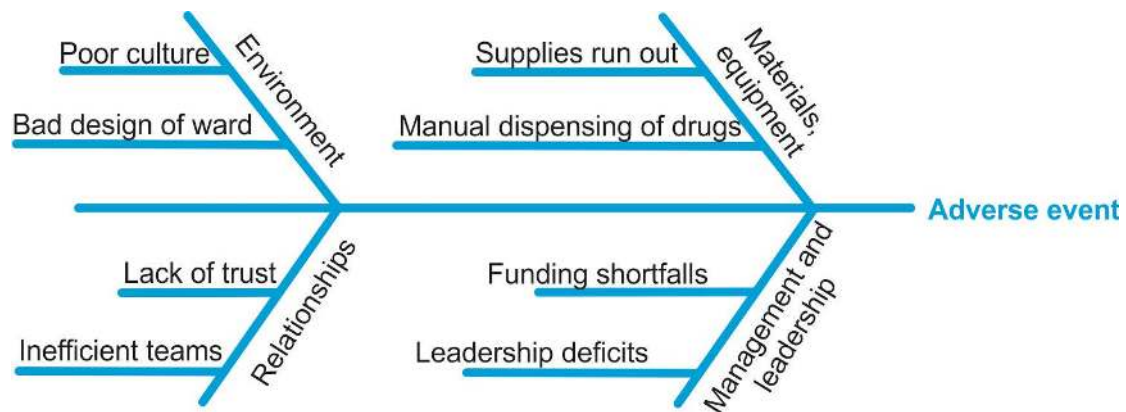 Poor culture
Bad design of ward
Environment
Supplies run out
Manual dispensing of drugs
Materials,
equipment
Adverse event
Lack of trust
Inefficient teams
Relationships
Funding shortfalls
Leadership deficits
Management and
leadership